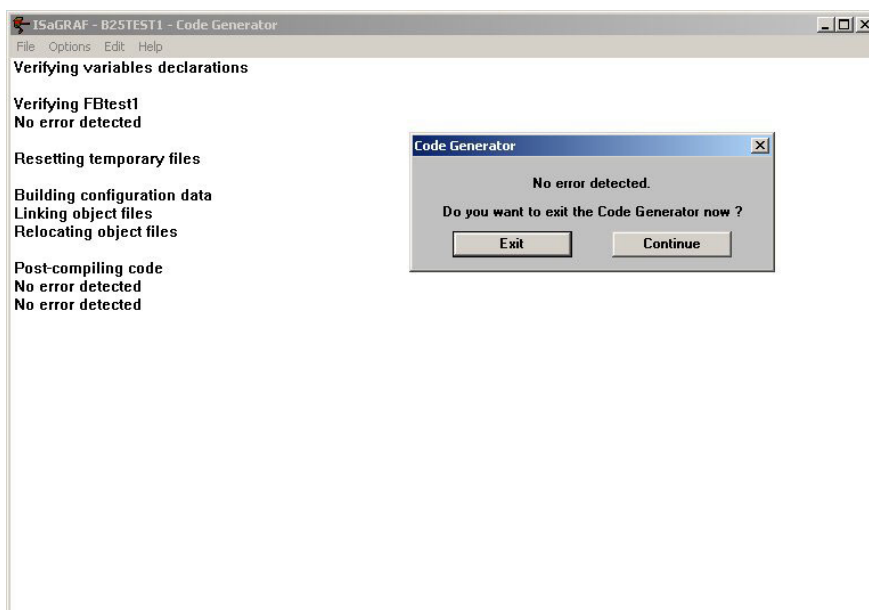 ISaGRAF - B25TEST1 - Code Generator
File Options Edit Help
Verifying variables declarations
Verifying FBtest1
No error detected
Resetting temporary files
Building configuration data
Linking object files
Relocating object files
Post-compiling code
No error detected
No error detected
Code Generator
No error detected.
Do you want to exit the Code Generator now ?
Exit Continue